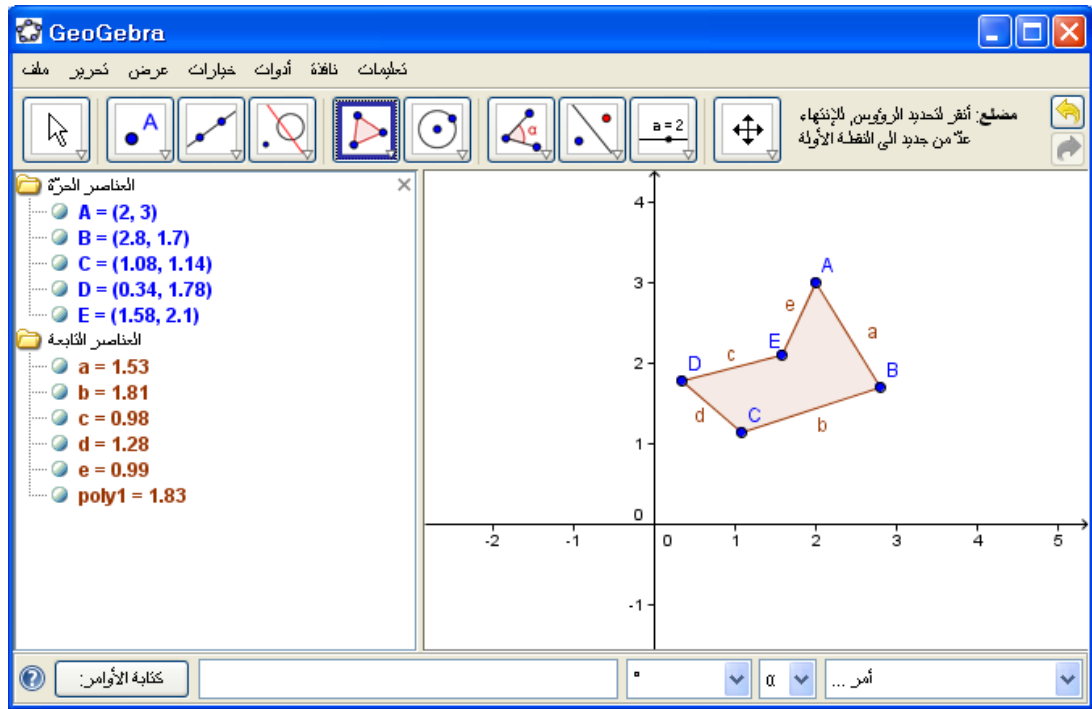 GeoGebra
ملف تحرير عرض خيارات أدوات نافذة تعليمات
A
α
a = 2
مضلع: أنقر لتحديد الرؤوس, للإنتهاء
عدّ من جديد الى النقطة الأولة
العناصر الحرّة
A = (2, 3)
B = (2.8, 1.7)
C = (1.08, 1.14)
D = (0.34, 1.78)
E = (1.58, 2.1)
العناصر التابعة
a = 1.53
b = 1.81
c = 0.98
d = 1.28
e = 0.99
poly1 = 1.83
4
A
3
e
a
E
2
D
c
B
d
C
b
1
0
-2 -1 0 1 2 3 4 5
-1
كتابة الأوامر:
α
أمر ...